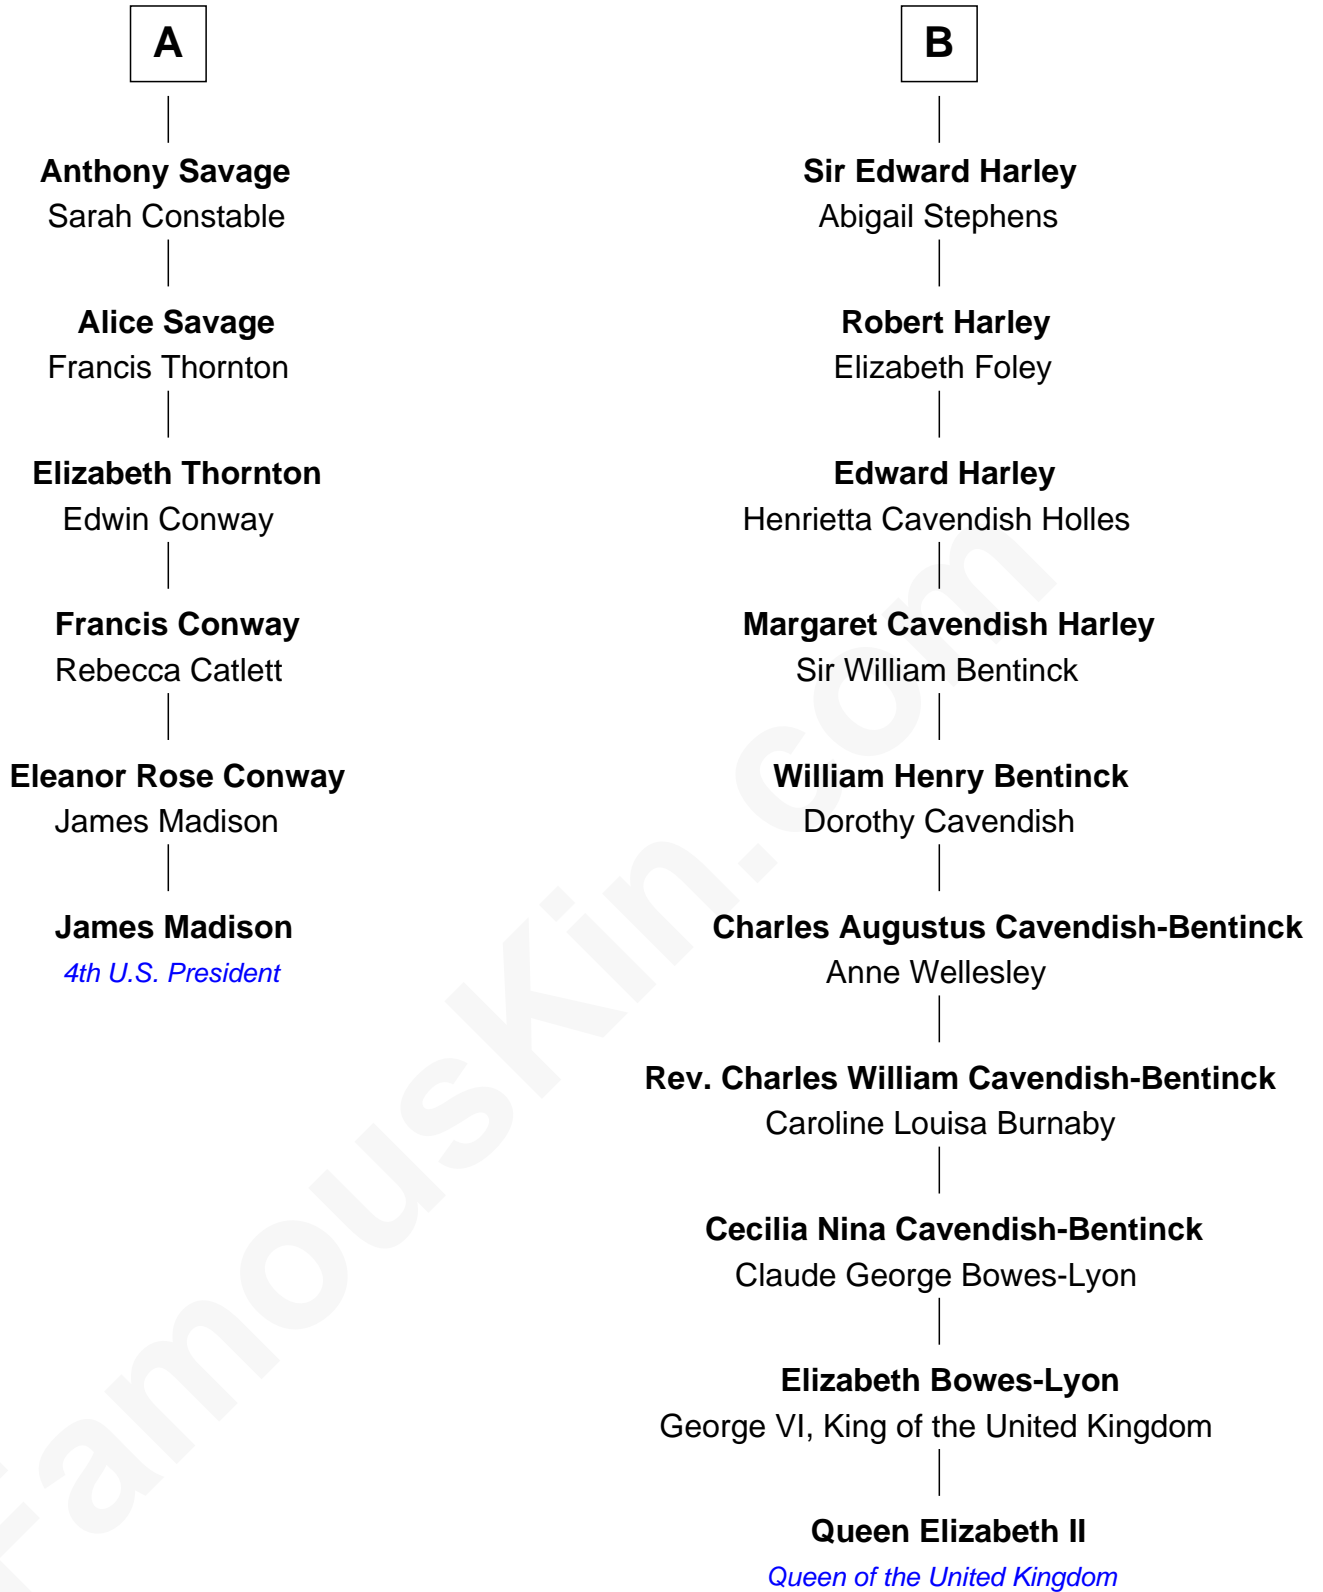 A
Anthony Savage
Sarah Constable
Alice Savage
Francis Thornton
Elizabeth Thornton
Edwin Conway
Francis Conway
Rebecca Catlett
Eleanor Rose Conway
James Madison
James Madison
4th U.S. President
B
Sir Edward Harley
Abigail Stephens
Robert Harley
Elizabeth Foley
Edward Harley
Henrietta Cavendish Holles
Margaret Cavendish Harley
Sir William Bentinck
William Henry Bentinck
Dorothy Cavendish
Charles Augustus Cavendish-Bentinck
Anne Wellesley
Rev. Charles William Cavendish-Bentinck
Caroline Louisa Burnaby
Cecilia Nina Cavendish-Bentinck
Claude George Bowes-Lyon
Elizabeth Bowes-Lyon
George VI, King of the United Kingdom
Queen Elizabeth II
Queen of the United Kingdom
FamousKin.com